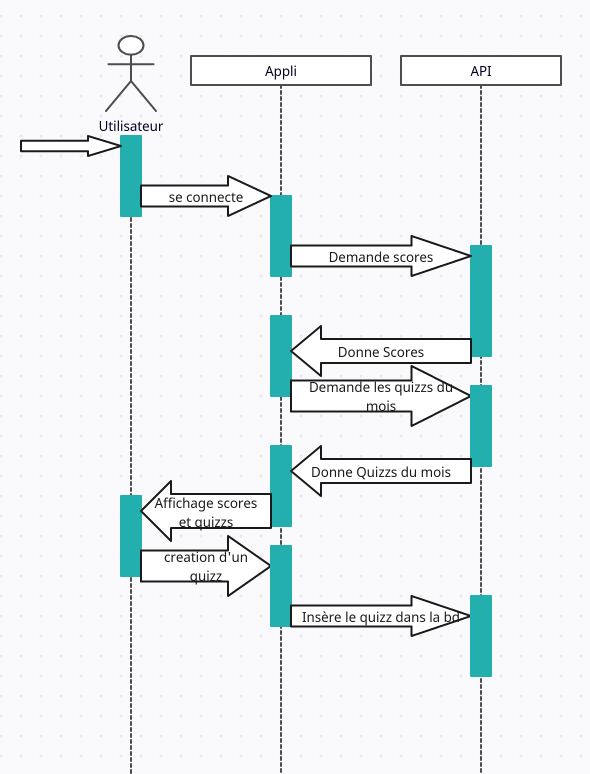 Appli
API
Utilisateur
se connecte
Demande scores
Donne Scores
Demande les quizzs du
mois
Donne Quizzs du mois
Affichage scores
et quizzs
creation d'un
quizz
Insère le quizz dans la bd